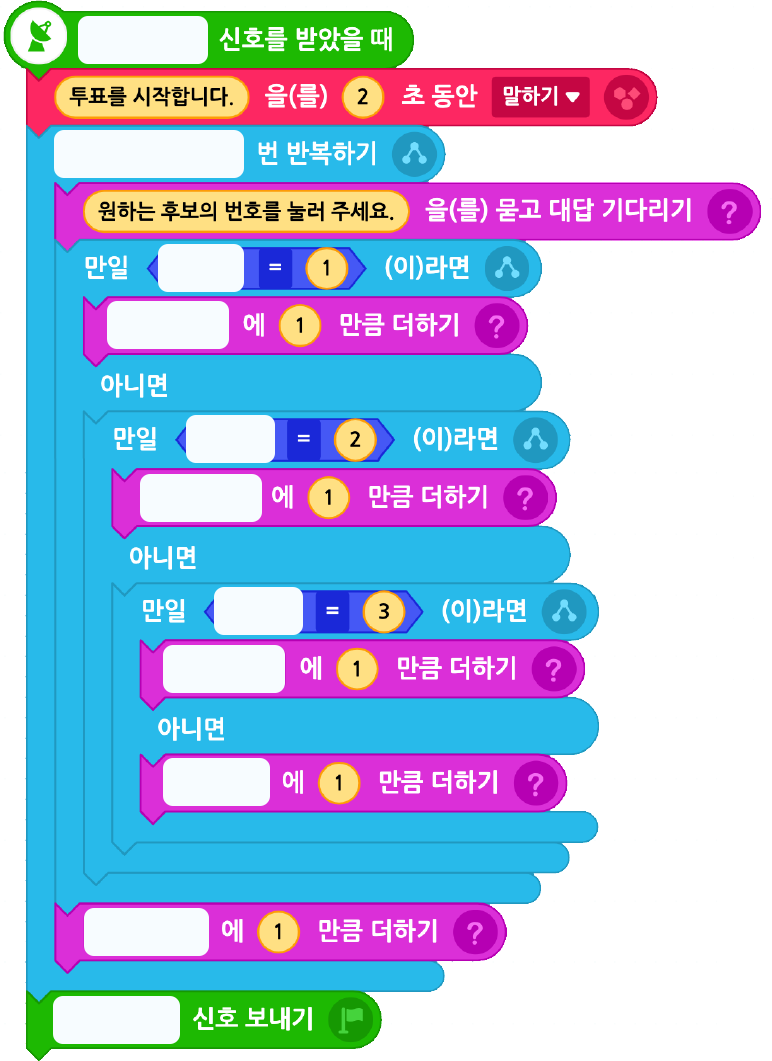 신호를 받았을 때
투표를 시작합니다. 을(를) 2 초 동안 말하기
번 반복하기
원하는 후보의 번호를 눌러 주세요. 을(를) 묻고 대답 기다리기 ?
만일 = 1 (이)라면
에 1 만큼 더하기 ?
아니면
만일 = 2 (이)라면
에 1 만큼 더하기 ?
아니면
만일 = 3 (이)라면
에 1 만큼 더하기 ?
아니면
에 1 만큼 더하기 ?
에 1 만큼 더하기 ?
신호 보내기